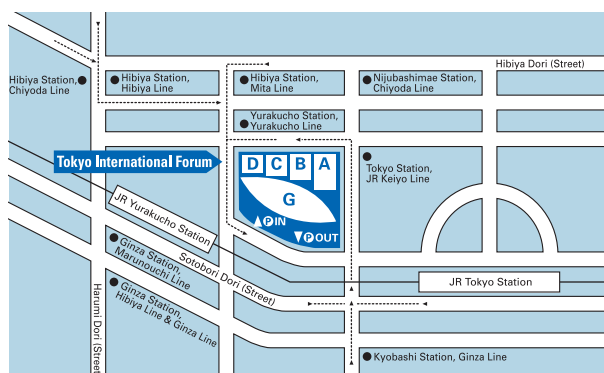 Hibiya Dori (Street)
Hibiya Station,
Chiyoda Line
Hibiya Station,
Hibiya Line
Hibiya Station,
Mita Line
Nijubashimae Station,
Chiyoda Line
Yurakucho Station,
Yurakucho Line
Tokyo International Forum
D C B A
G
P IN
P OUT
Tokyo Station,
JR Keiyo Line
JR Yurakucho Station
Ginza Station,
Marunouchi Line
Sotobori Dori (Street)
JR Tokyo Station
Ginza Station,
Hibiya Line & Ginza Line
Harumi Dori (Street)
Kyobashi Station, Ginza Line